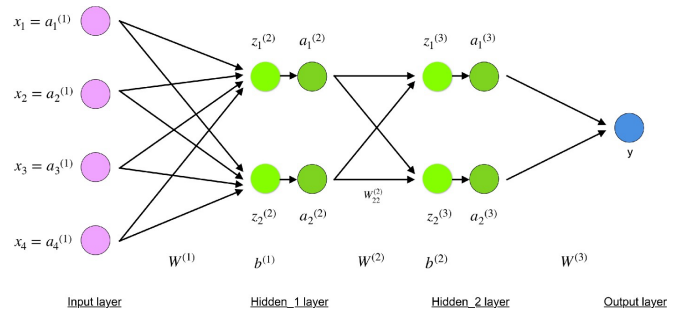 x₁ = a₁⁽¹⁾
z₁⁽²⁾ a₁⁽²⁾ z₁⁽³⁾ a₁⁽³⁾
x₂ = a₂⁽¹⁾
y
x₃ = a₃⁽¹⁾
W₂₂⁽²⁾
z₂⁽²⁾ a₂⁽²⁾ z₂⁽³⁾ a₂⁽³⁾
x₄ = a₄⁽¹⁾
W⁽¹⁾ b⁽¹⁾ W⁽²⁾ b⁽²⁾ W⁽³⁾
Input layer Hidden_1 layer Hidden_2 layer Output layer